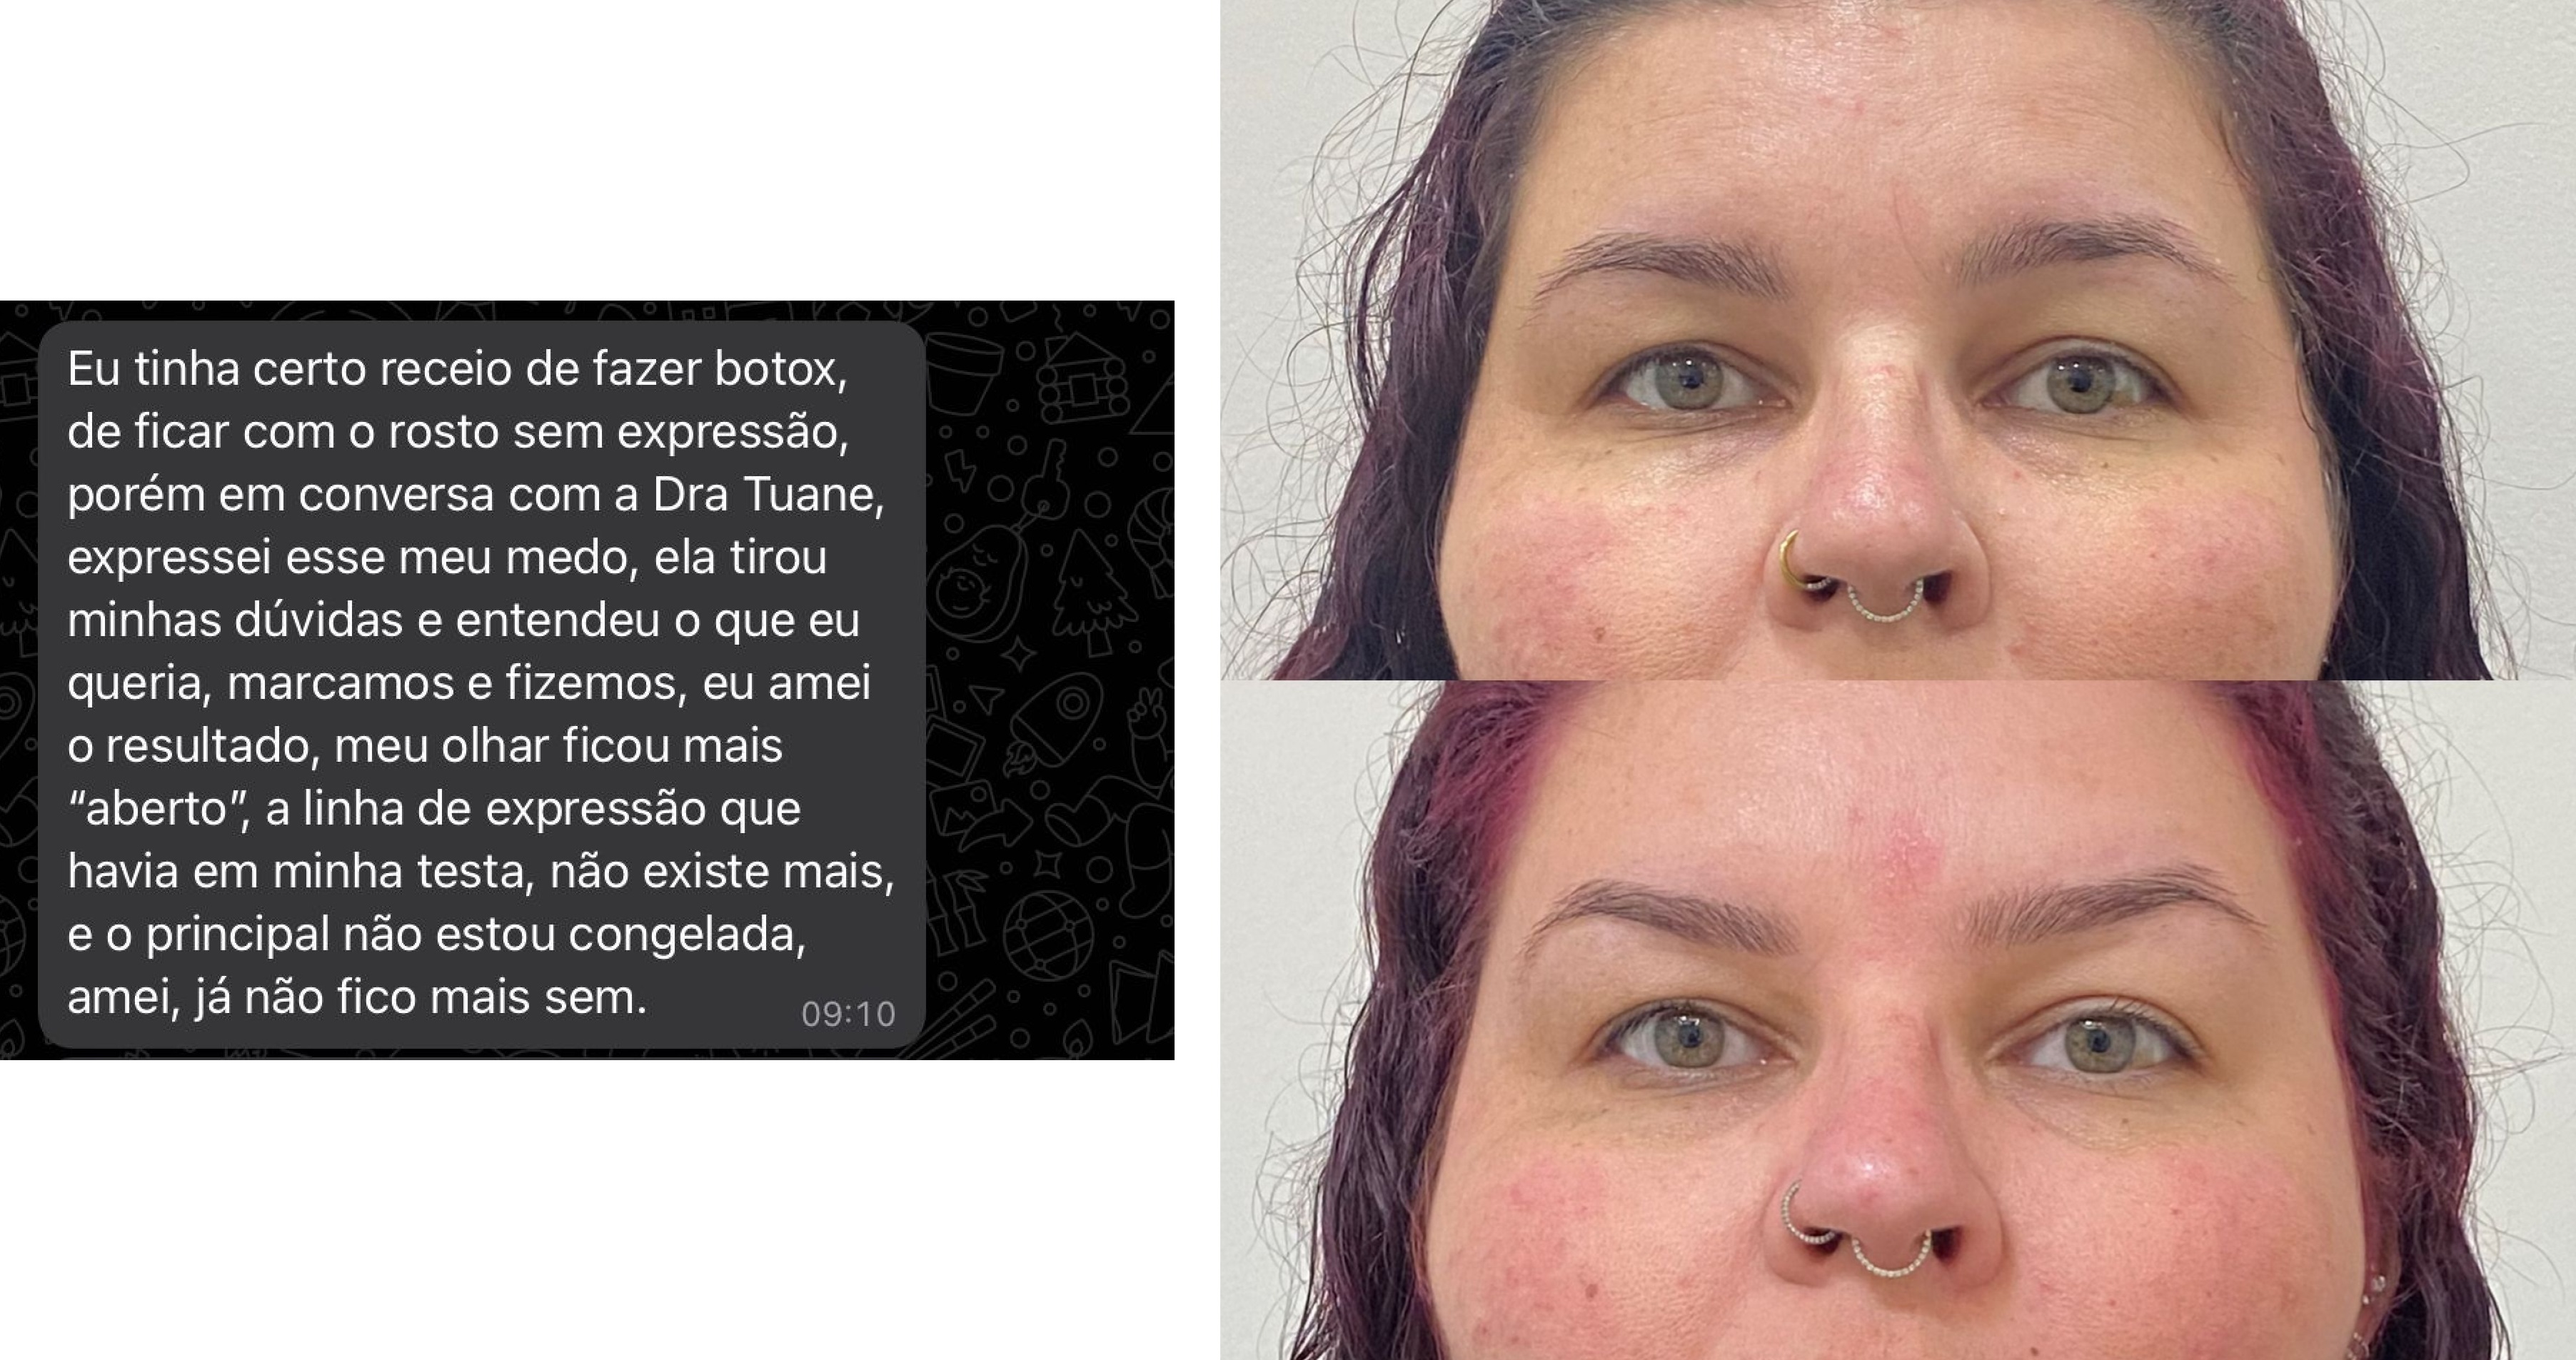 Eu tinha certo receio de fazer botox,
de ficar com o rosto sem expressão,
porém em conversa com a Dra Tuane,
expressei esse meu medo, ela tirou
minhas dúvidas e entendeu o que eu
queria, marcamos e fizemos, eu amei
o resultado, meu olhar ficou mais
“aberto”, a linha de expressão que
havia em minha testa, não existe mais,
e o principal não estou congelada,
amei, já não fico mais sem.
09:10